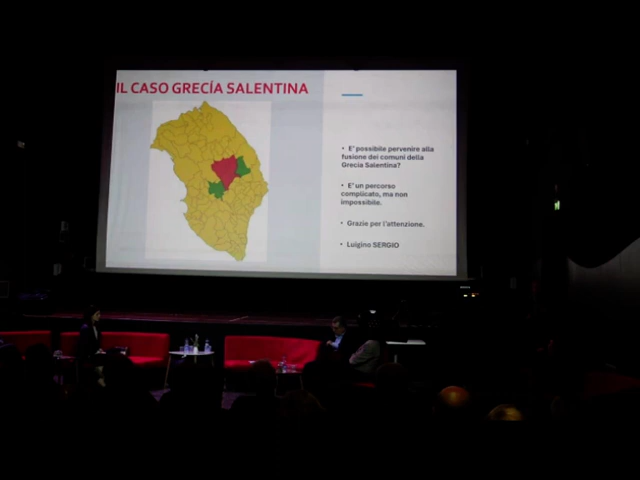 IL CASO GRECÍA SALENTINA
• E' possibile pervenire alla
fusione dei comuni della
Grecia Salentina?
• E' un percorso
complicato, ma non
impossibile.
• Grazie per l'attenzione.
• Luigino SERGIO